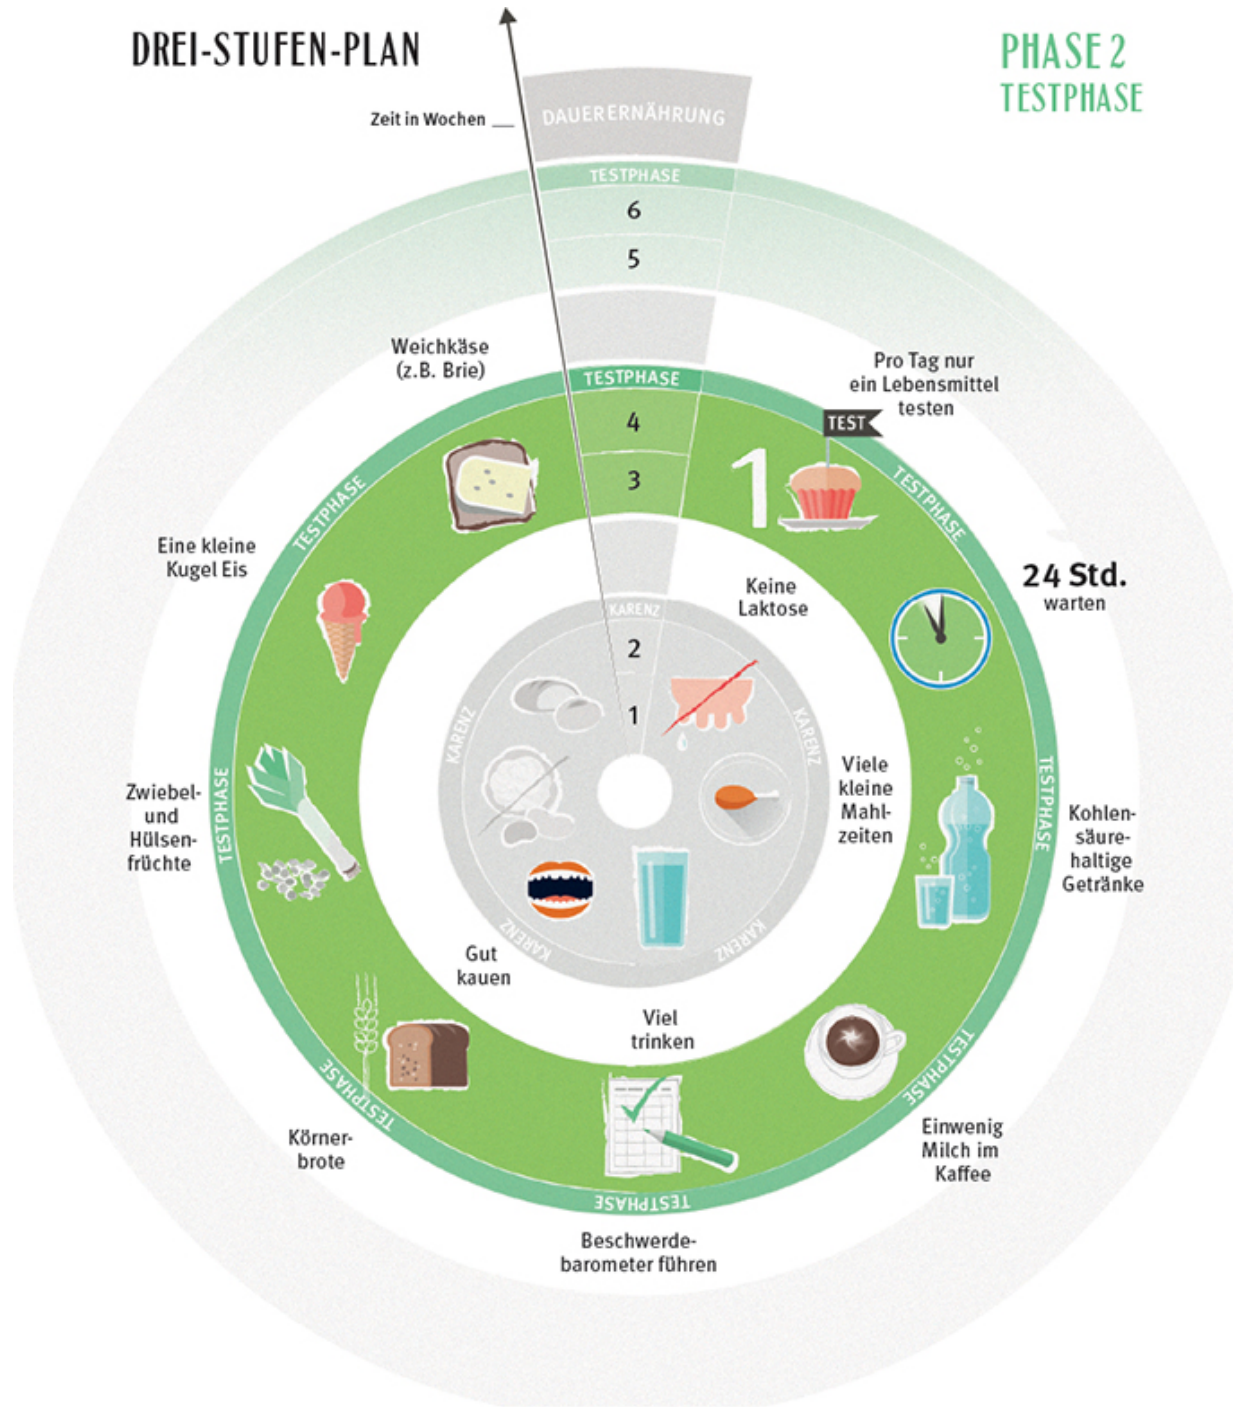 DREI-STUFEN-PLAN
PHASE 2
TESTPHASE
Zeit in Wochen
DAUERERNÄHRUNG
TESTPHASE
6
5
Weichkäse
(z.B. Brie)
Pro Tag nur
ein Lebensmittel
testen
TESTPHASE
4
3
TEST
1
TESTPHASE
TESTPHASE
Eine kleine
Kugel Eis
24 Std.
warten
Keine
Laktose
KARENZ
2
1
KARENZ
KARENZ
Zwiebel-
und
Hülsen-
früchte
TESTPHASE
Viele
kleine
Mahl-
zeiten
TESTPHASE
Kohlen-
säure-
haltige
Getränke
KARENZ
KARENZ
Gut
kauen
Viel
trinken
TESTPHASE
TESTPHASE
Körner-
brote
Einwenig
Milch im
Kaffee
TESTPHASE
Beschwerde-
barometer führen